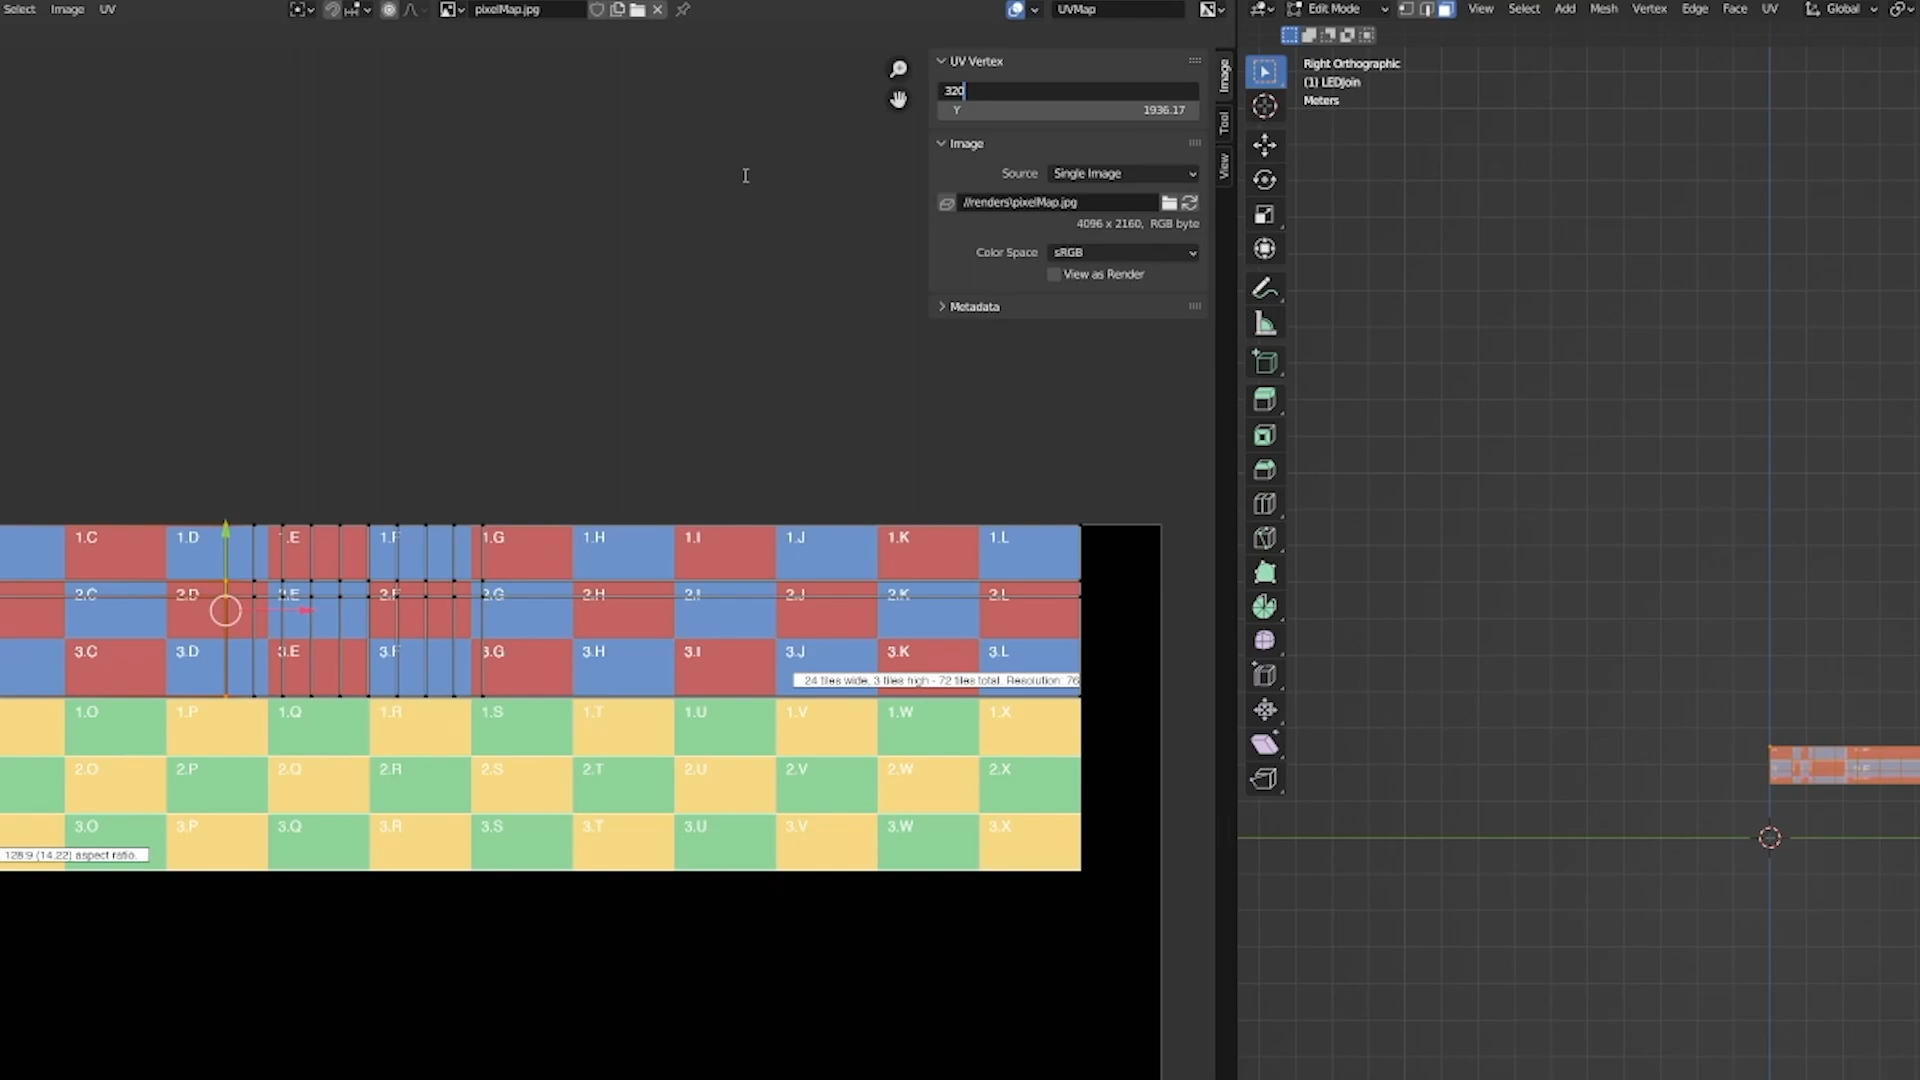 Select Image UV pixelMap.jpg UVMap
Edit Mode View Select Add Mesh Vertex Edge Face UV Global
UV Vertex
320
Y 1936.17
Image
Source Single Image
//renders\pixelMap.jpg
4096 x 2160, RGB byte
Color Space sRGB
View as Render
Metadata
Image
Tool
View
Right Orthographic
(1) LEDJoin
Meters
1.C 1.D 1.E 1.F 1.G 1.H 1.I 1.J 1.K 1.L
2.C 2.D 2.E 2.F 2.G 2.H 2.I 2.J 2.K 2.L
3.C 3.D 3.E 3.F 3.G 3.H 3.I 3.J 3.K 3.L
24 tiles wide, 3 tiles high - 72 tiles total. Resolution: 76
1.O 1.P 1.Q 1.R 1.S 1.T 1.U 1.V 1.W 1.X
2.O 2.P 2.Q 2.R 2.S 2.T 2.U 2.V 2.W 2.X
3.O 3.P 3.Q 3.R 3.S 3.T 3.U 3.V 3.W 3.X
128:9 (14.22) aspect ratio.